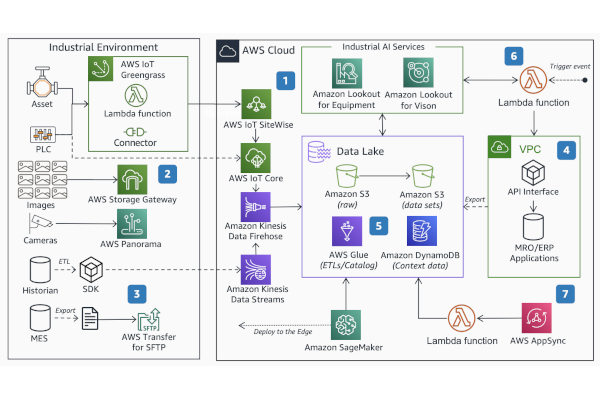 Industrial Environment
Asset
PLC
AWS IoT
Greengrass
Lambda function
Connector
Images
2
AWS Storage Gateway
Cameras
AWS Panorama
Historian
ETL
SDK
MES
Export
3
SFTP
AWS Transfer
for SFTP
AWS Cloud
1
AWS IoT SiteWise
AWS IoT Core
Amazon Kinesis
Data Firehose
Amazon Kinesis
Data Streams
Industrial AI Services
Amazon Lookout
for Equipment
Amazon Lookout
for Vison
6
Trigger event
Lambda function
Data Lake
Amazon S3
(raw)
Amazon S3
(data sets)
5
AWS Glue
(ETLs/Catalog)
Amazon DynamoDB
(Context data)
VPC
4
API Interface
Export
MRO/ERP
Applications
Deploy to the Edge
Amazon SageMaker
Lambda function
7
AWS AppSync